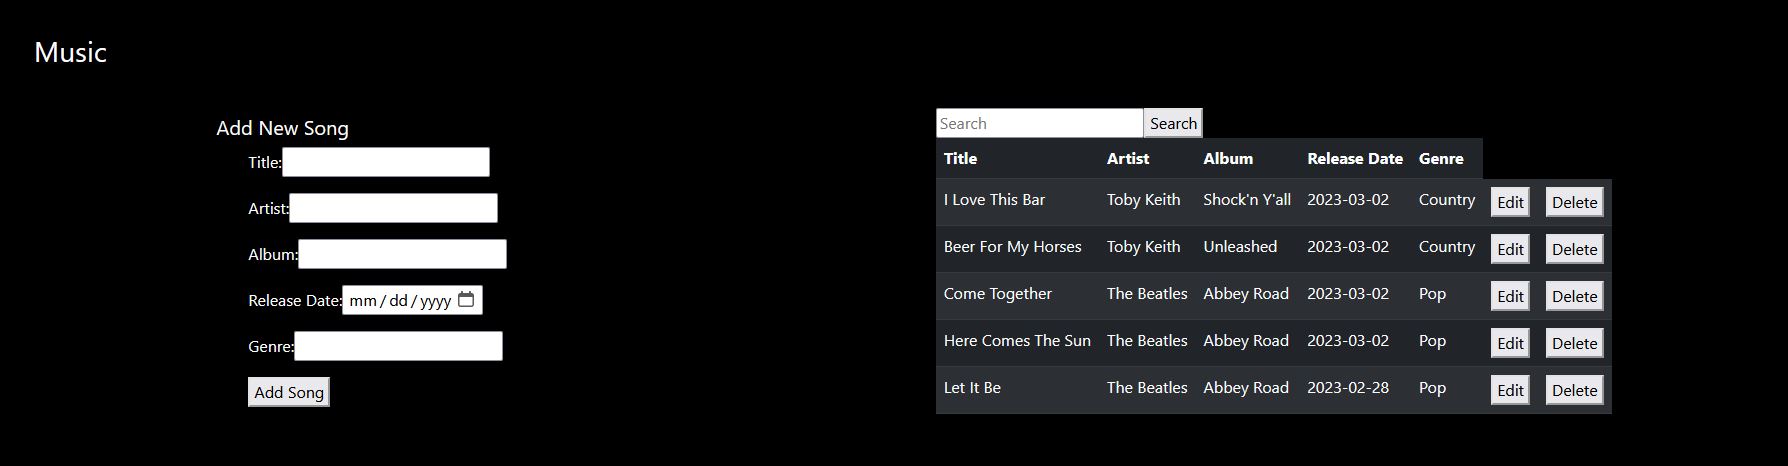 Music
Add New Song
Title:
Artist:
Album:
Release Date: mm/dd/yyyy
Genre:
Add Song
Search Search
Title Artist Album Release Date Genre
I Love This Bar Toby Keith Shock'n Y'all 2023-03-02 Country Edit Delete
Beer For My Horses Toby Keith Unleashed 2023-03-02 Country Edit Delete
Come Together The Beatles Abbey Road 2023-03-02 Pop Edit Delete
Here Comes The Sun The Beatles Abbey Road 2023-03-02 Pop Edit Delete
Let It Be The Beatles Abbey Road 2023-02-28 Pop Edit Delete